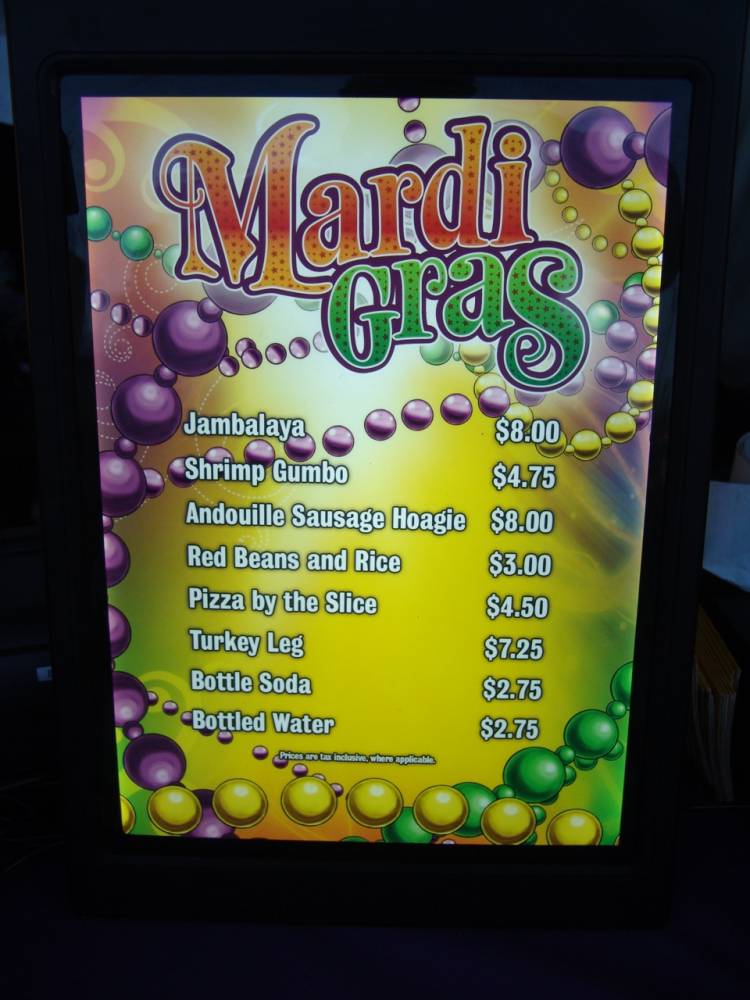 Mardi
Gras
Jambalaya $8.00
Shrimp Gumbo $4.75
Andouille Sausage Hoagie $8.00
Red Beans and Rice $3.00
Pizza by the Slice $4.50
Turkey Leg $7.25
Bottle Soda $2.75
Bottled Water $2.75
Prices are tax inclusive, where applicable.